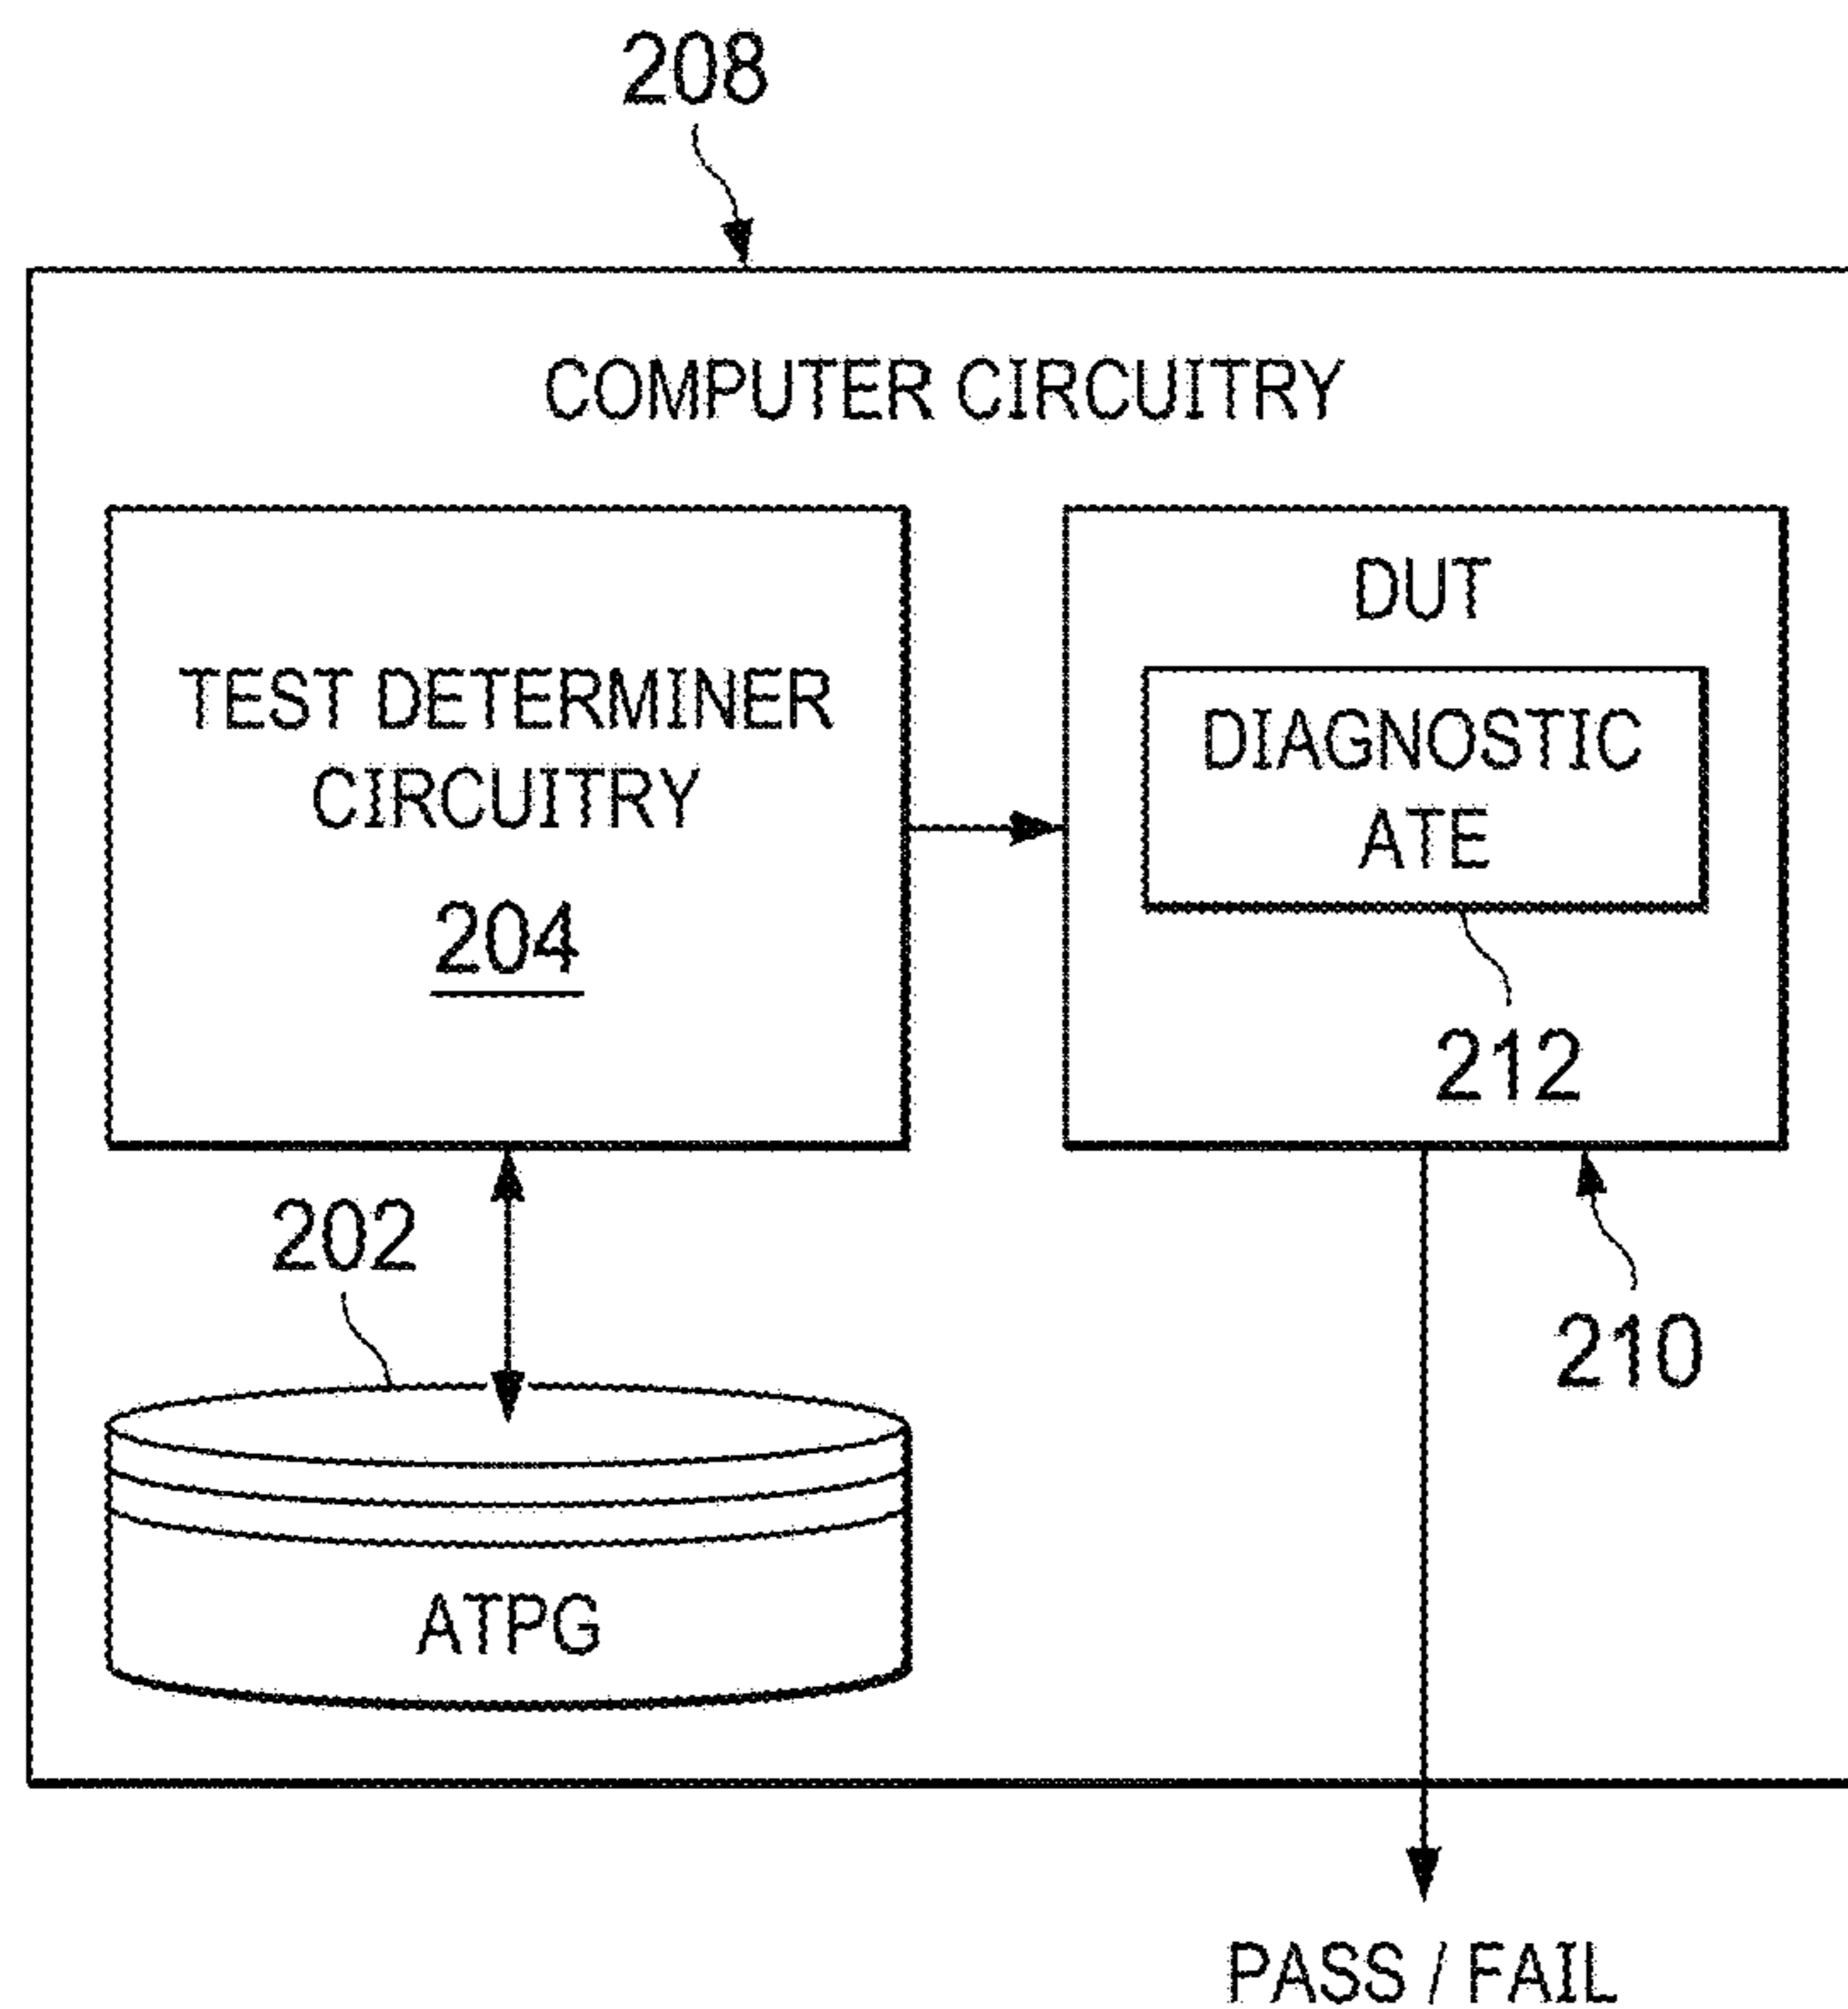 208
COMPUTER CIRCUITRY
TEST DETERMINER
CIRCUITRY
204
DUT
DIAGNOSTIC
ATE
212
202
210
ATPG
PASS / FAIL